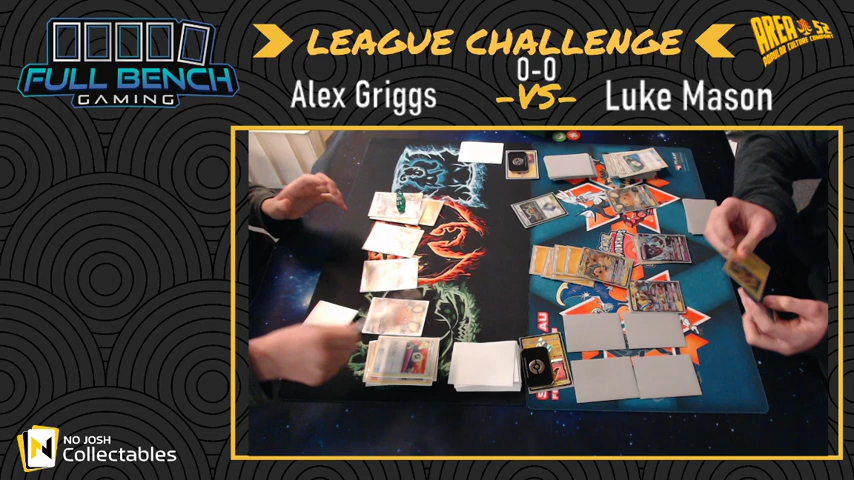 FULL BENCH
GAMING
LEAGUE CHALLENGE
AREA 52
POPULAR CULTURE COMPANY
0-0
Alex Griggs
-VS-
Luke Mason
NO JOSH
Collectables